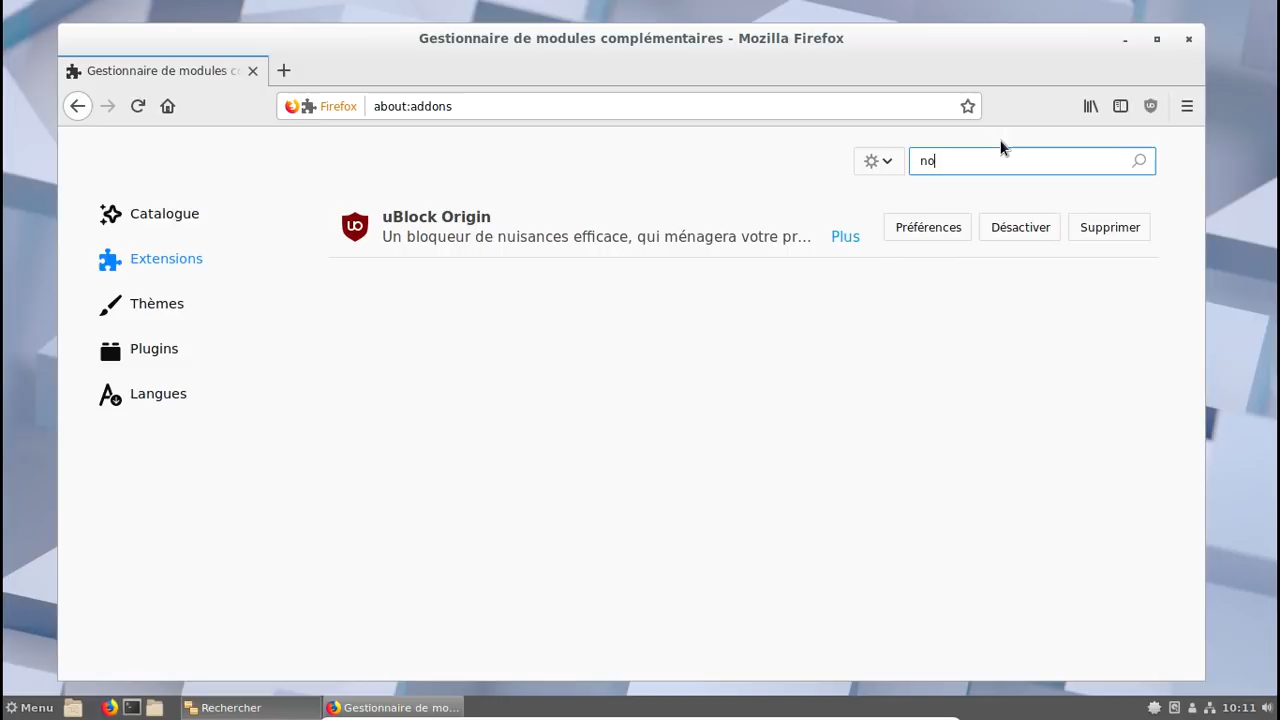 Gestionnaire de modules complémentaires - Mozilla Firefox
Gestionnaire de modules c
Firefox about:addons
no
Catalogue
Extensions
Thèmes
Plugins
Langues
uBlock Origin
Un bloqueur de nuisances efficace, qui ménagera votre pr... Plus
Préférences Désactiver Supprimer
Menu Rechercher Gestionnaire de mo... 10:11